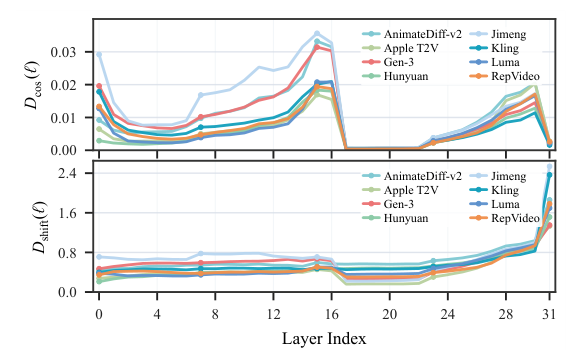 0.03
0.02
0.01
0.00
D_cos(ℓ)
AnimateDiff-v2
Apple T2V
Gen-3
Hunyuan
Jimeng
Kling
Luma
RepVideo
2.4
1.6
0.8
0.0
D_shift(ℓ)
AnimateDiff-v2
Apple T2V
Gen-3
Hunyuan
Jimeng
Kling
Luma
RepVideo
0 4 8 12 16 20 24 28 31
Layer Index